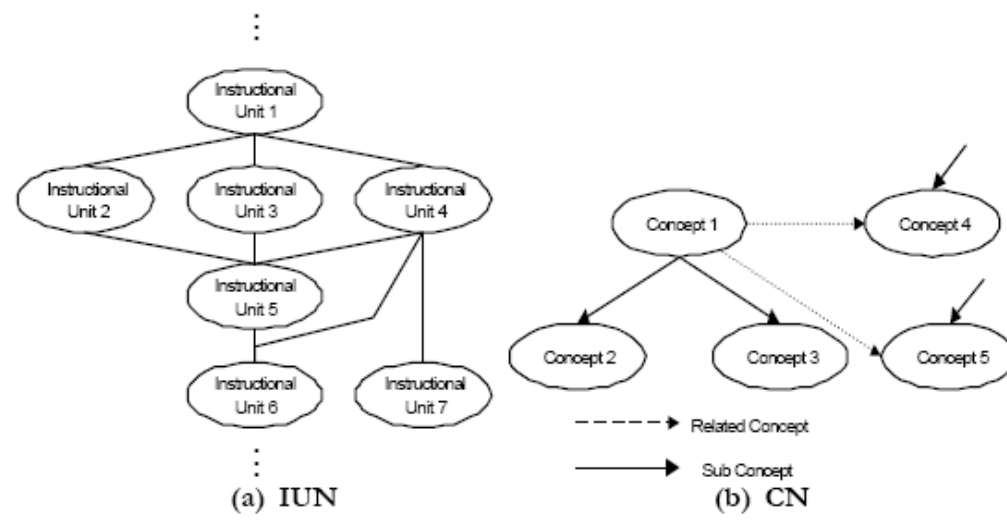 Instructional
Unit 1
Instructional
Unit 2
Instructional
Unit 3
Instructional
Unit 4
Instructional
Unit 5
Instructional
Unit 6
Instructional
Unit 7
(a) IUN
Concept 1
Concept 4
Concept 2
Concept 3
Concept 5
Related Concept
Sub Concept
(b) CN